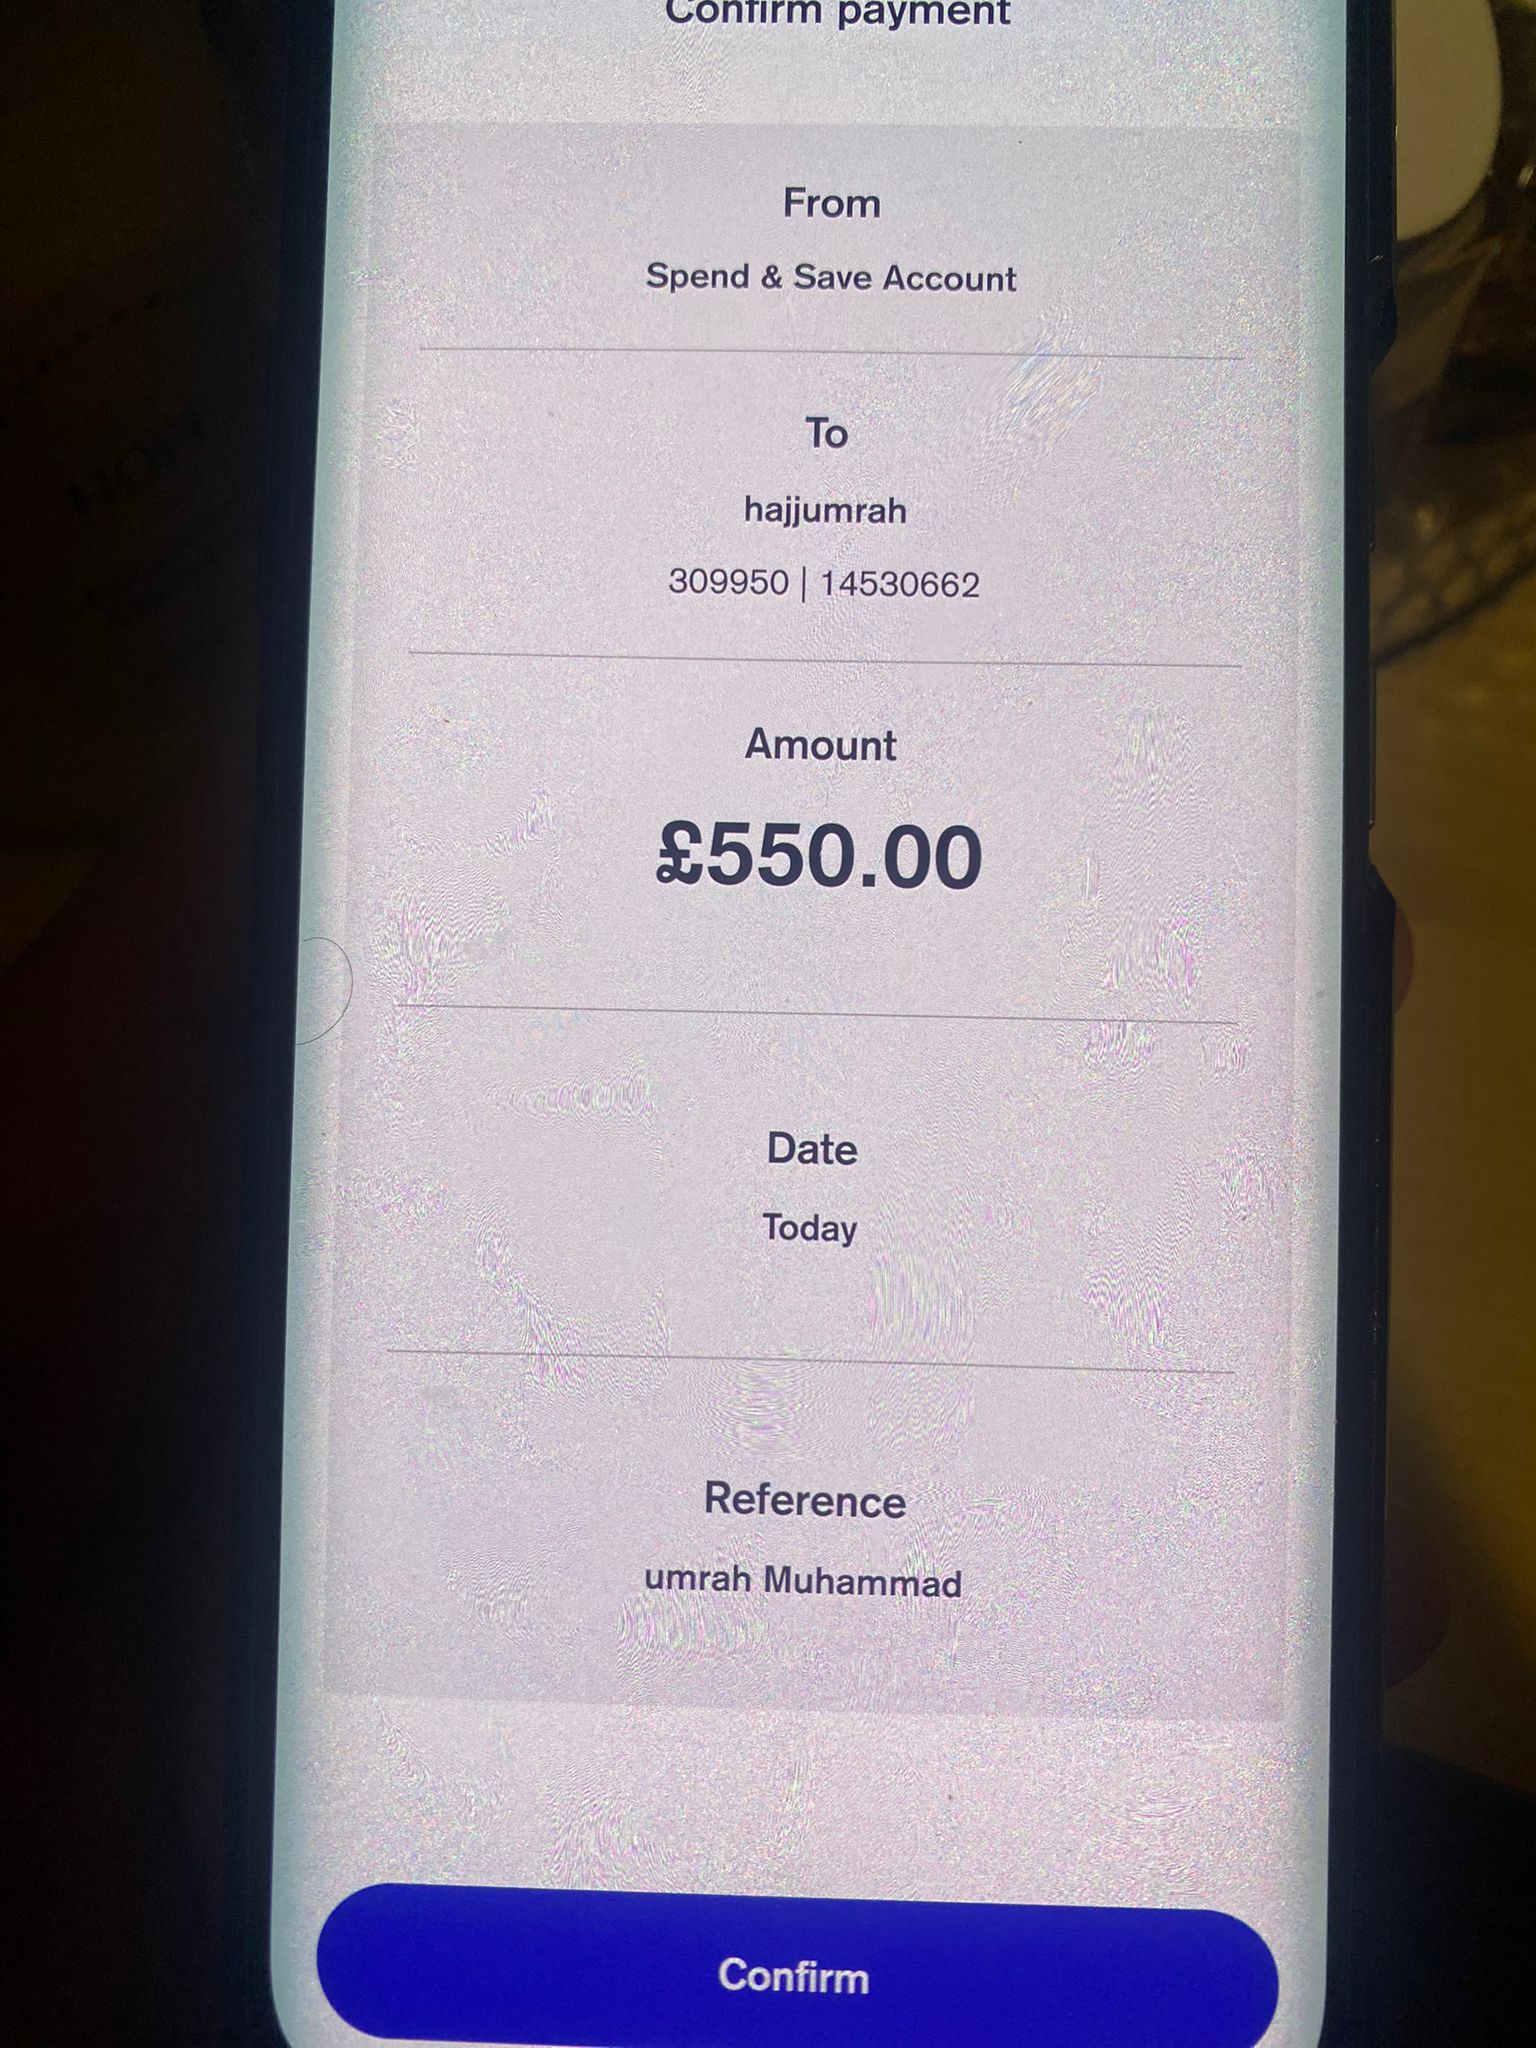 Confirm payment
From
Spend & Save Account
To
hajjumrah
309950 | 14530662
Amount
£550.00
Date
Today
Reference
umrah Muhammad
Confirm